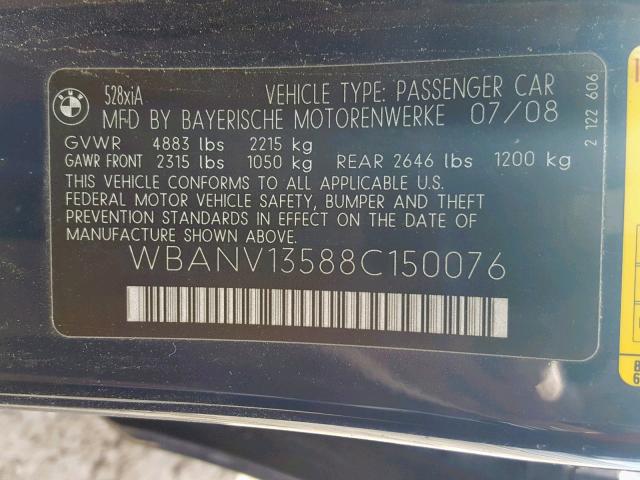 BMW
528xiA
VEHICLE TYPE: PASSENGER CAR
MFD BY BAYERISCHE MOTORENWERKE 07/08
GVWR 4883 lbs 2215 kg
GAWR FRONT 2315 lbs 1050 kg REAR 2646 lbs 1200 kg
THIS VEHICLE CONFORMS TO ALL APPLICABLE U.S.
FEDERAL MOTOR VEHICLE SAFETY, BUMPER AND THEFT
PREVENTION STANDARDS IN EFFECT ON THE DATE OF
MANUFACTURE SHOWN ABOVE.
WBANV13588C150076
2 122 606